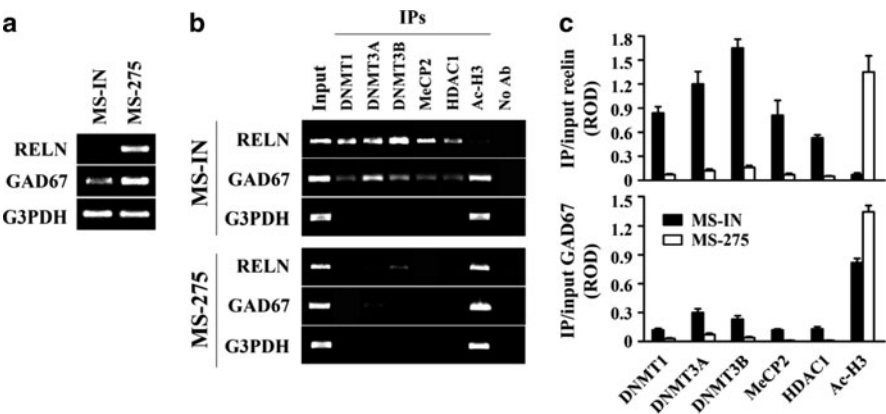 a
MS-IN
MS-275
RELN
GAD67
G3PDH
b
IPs
Input
DNMT1
DNMT3A
DNMT3B
MeCP2
HDAC1
Ac-H3
No Ab
MS-IN
RELN
GAD67
G3PDH
MS-275
RELN
GAD67
G3PDH
c
IP/input reelin
(ROD)
1.8
1.5
1.2
0.9
0.6
0.3
0
IP/input GAD67
(ROD)
1.5
1.2
0.9
0.6
0.3
0
MS-IN
MS-275
DNMT1
DNMT3A
DNMT3B
MeCP2
HDAC1
Ac-H3